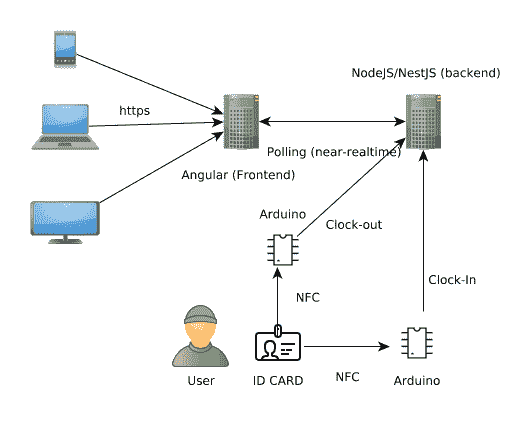 NodeJS/NestJS (backend)
https
Polling (near-realtime)
Angular (Frontend)
Arduino
Clock-out
Clock-In
NFC
User
ID CARD
NFC
Arduino